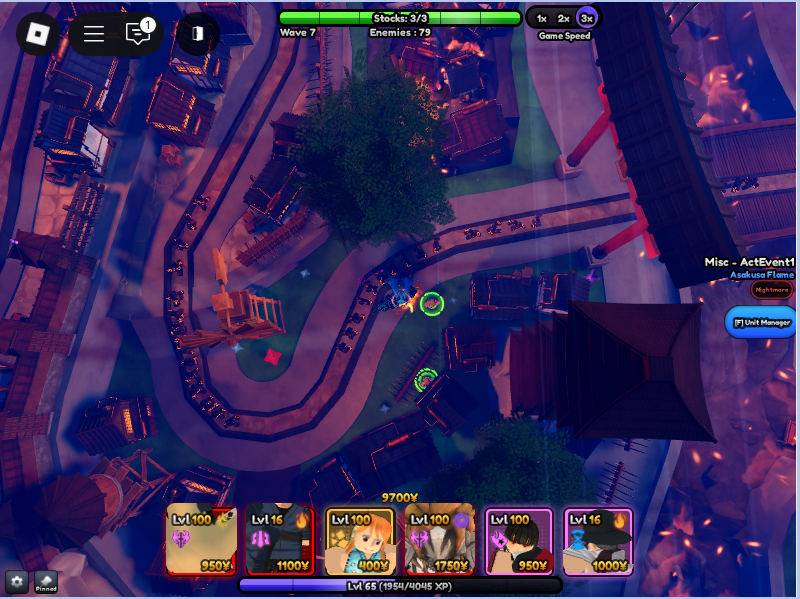 1
Stocks: 3/3
Wave 7
Enemies : 79
1x 2x 3x
Game Speed
Misc - ActEvent1
Asakusa Flame
Nightmare
[F] Unit Manager
9700¥
Lvl 100
950¥
Lvl 16
1100¥
Lvl 100
400¥
Lvl 100
1750¥
Lvl 100
950¥
Lvl 16
1000¥
Lvl 65 (1954/4045 XP)
Pinned